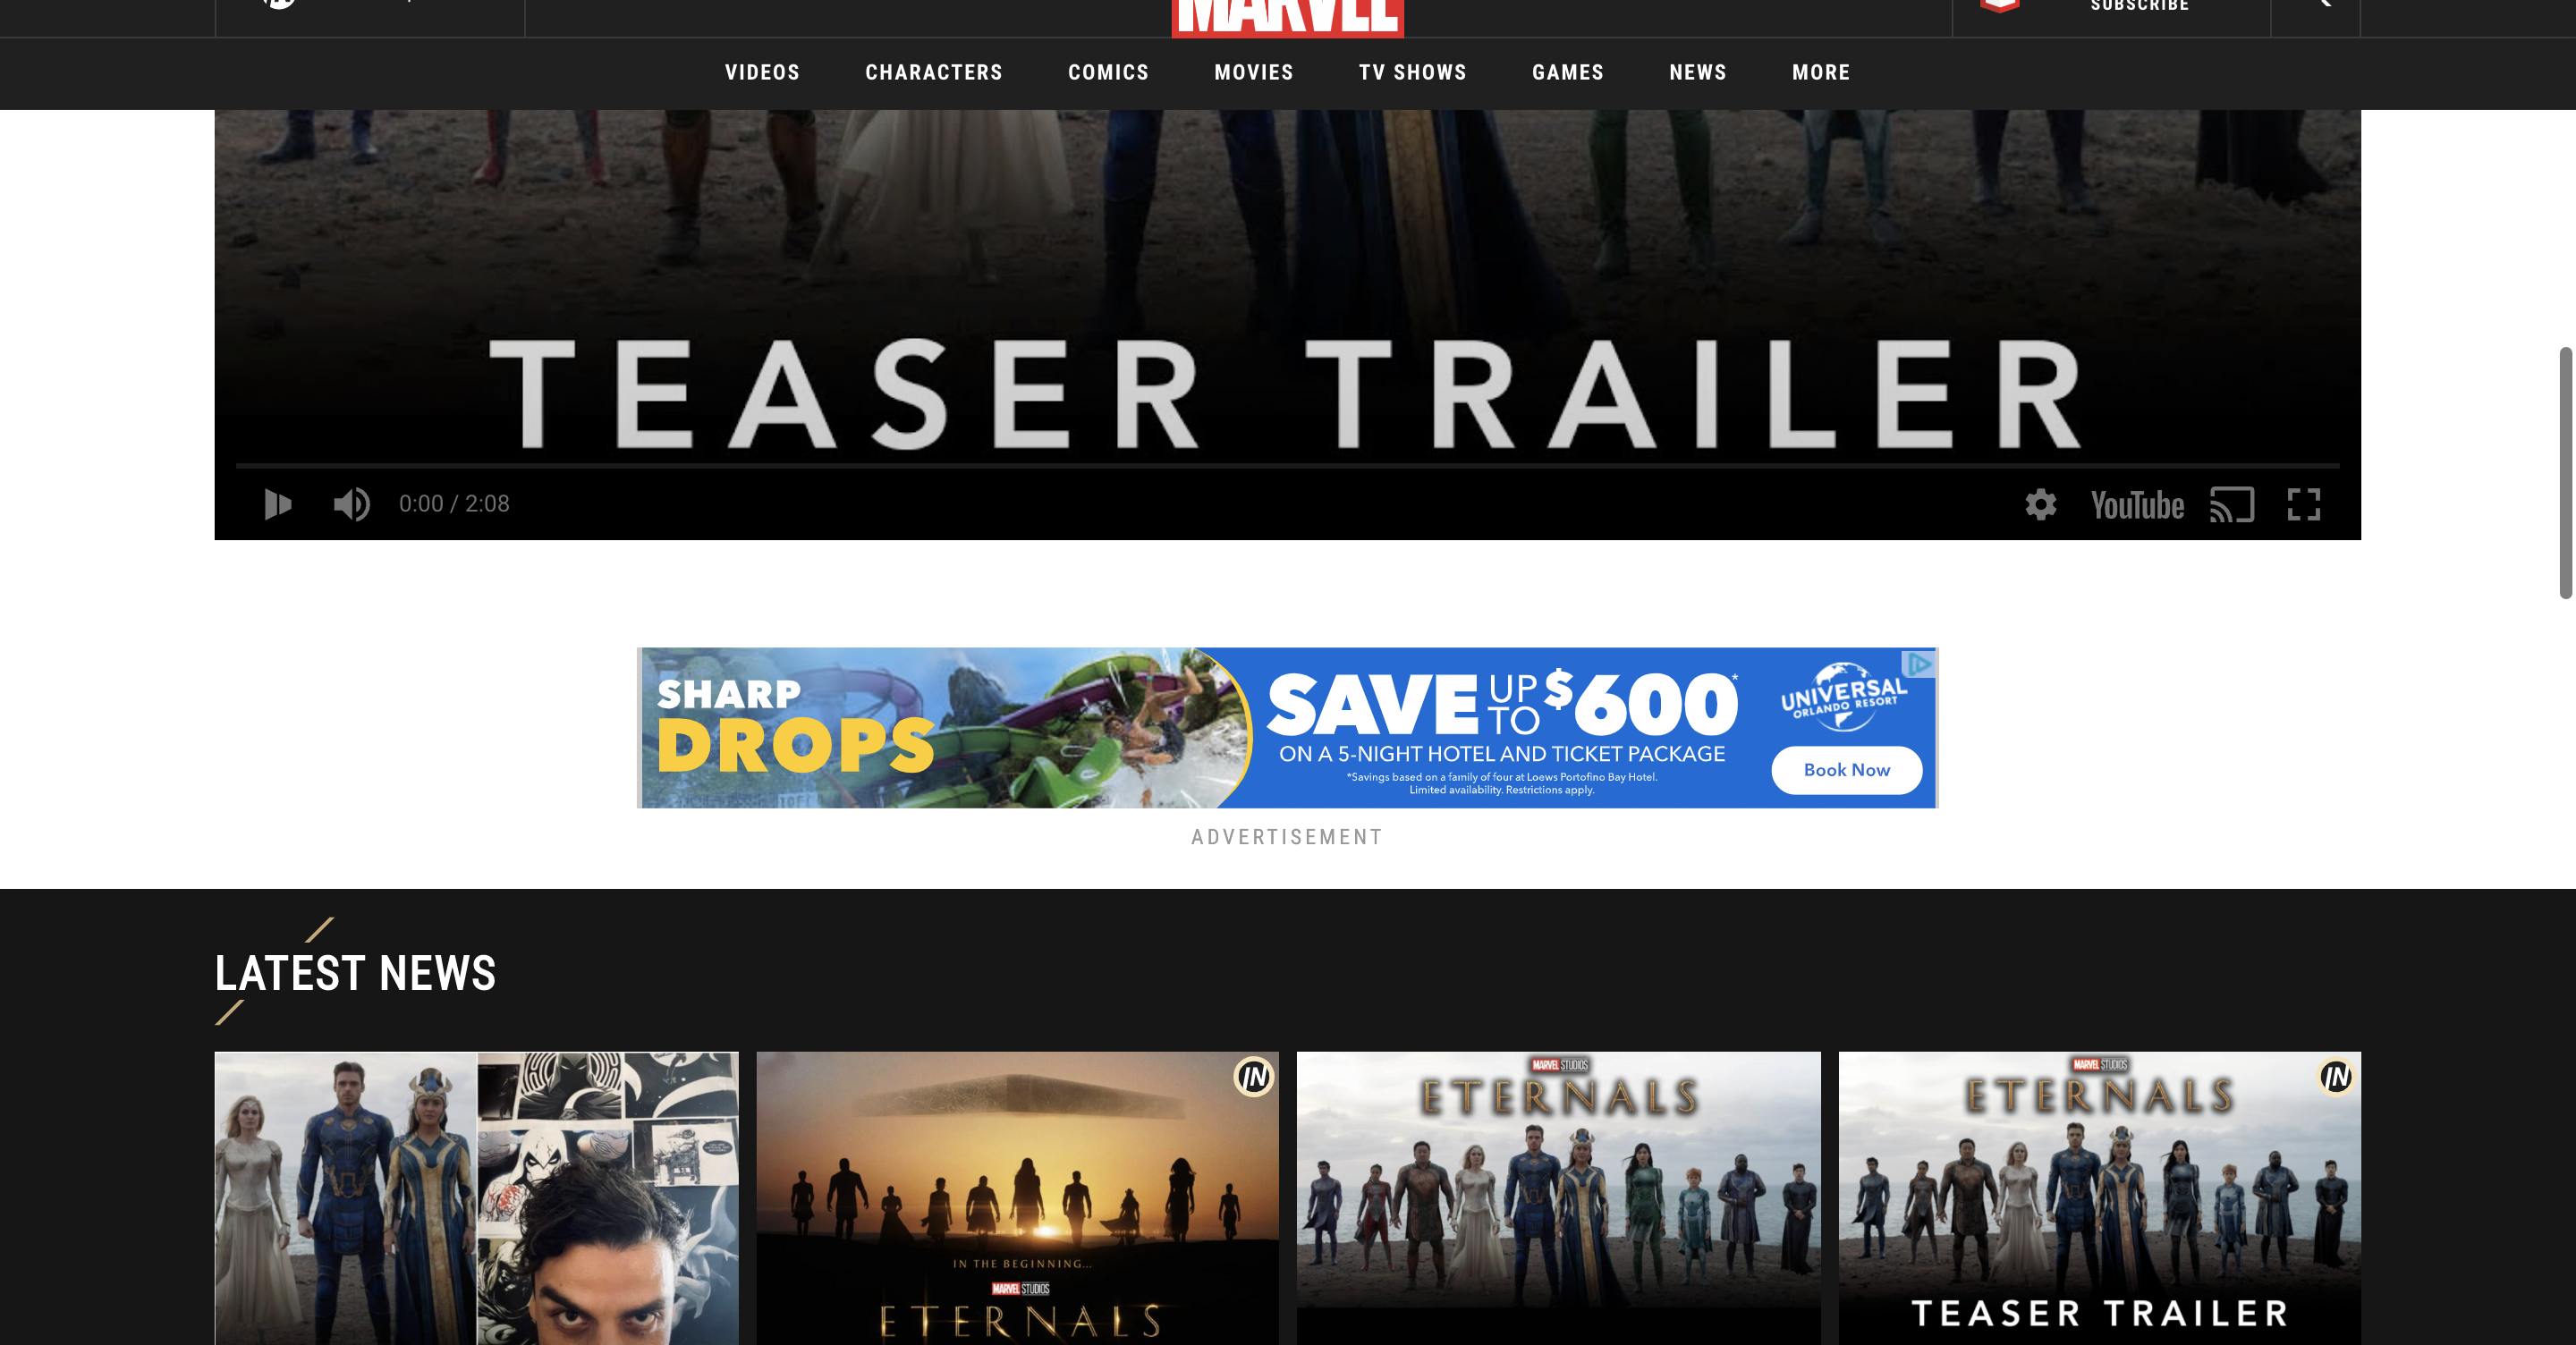 MARVEL
SUBSCRIBE
VIDEOS
CHARACTERS
COMICS
MOVIES
TV SHOWS
GAMES
NEWS
MORE
TEASER TRAILER
0:00 / 2:08
YouTube
SHARP
DROPS
SAVE UP TO $600*
ON A 5-NIGHT HOTEL AND TICKET PACKAGE
*Savings based on a family of four at Loews Portofino Bay Hotel.
Limited availability. Restrictions apply.
UNIVERSAL
ORLANDO RESORT
Book Now
ADVERTISEMENT
LATEST NEWS
IN
IN THE BEGINNING...
MARVEL STUDIOS
ETERNALS
MARVEL STUDIOS
ETERNALS
MARVEL STUDIOS
ETERNALS
IN
TEASER TRAILER